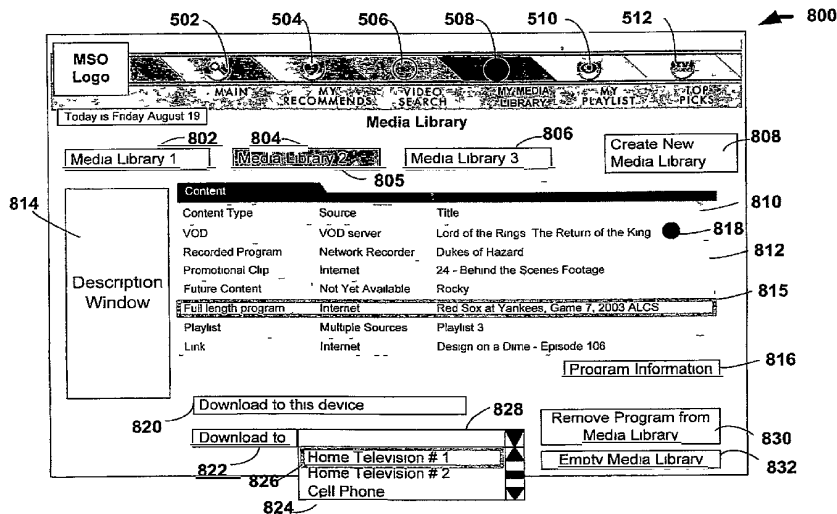 502 504 506 508 510 512 800
MSO Logo
MAIN MY RECOMMENDS VIDEO SEARCH MY MEDIA LIBRARY MY PLAYLIST TOP PICKS
Today is Friday August 19
Media Library
802 804 806
Media Library 1 Media Library 2 Media Library 3 Create New Media Library 808
805
814
Content
810
Content Type Source Title
VOD VOD server Lord of the Rings The Return of the King 818
Recorded Program Network Recorder Dukes of Hazard 812
Promotional Clip Internet 24 - Behind the Scenes Footage
Description Window
Future Content Not Yet Available Rocky 815
Full length program Internet Red Sox at Yankees, Game 7, 2003 ALCS
Playlist Multiple Sources Playlist 3
Link Internet Design on a Dime - Episode 106
Program Information 816
820 Download to this device 828
Remove Program from Media Library 830
822 Download to
826 Home Television # 1
Home Television # 2
Empty Media Library 832
824 Cell Phone